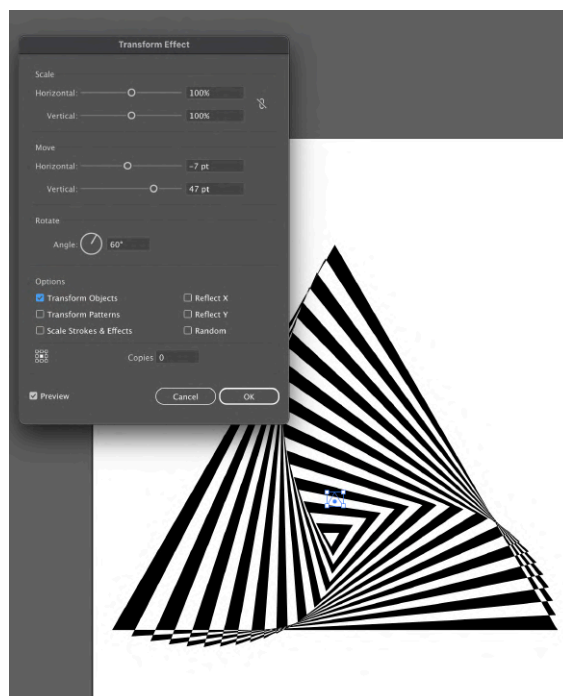 Transform Effect
Scale
Horizontal: 100%
Vertical: 100%
Move
Horizontal: -7 pt
Vertical: 47 pt
Rotate
Angle: 60°
Options
Transform Objects Reflect X
Transform Patterns Reflect Y
Scale Strokes & Effects Random
Copies 0
Preview Cancel OK